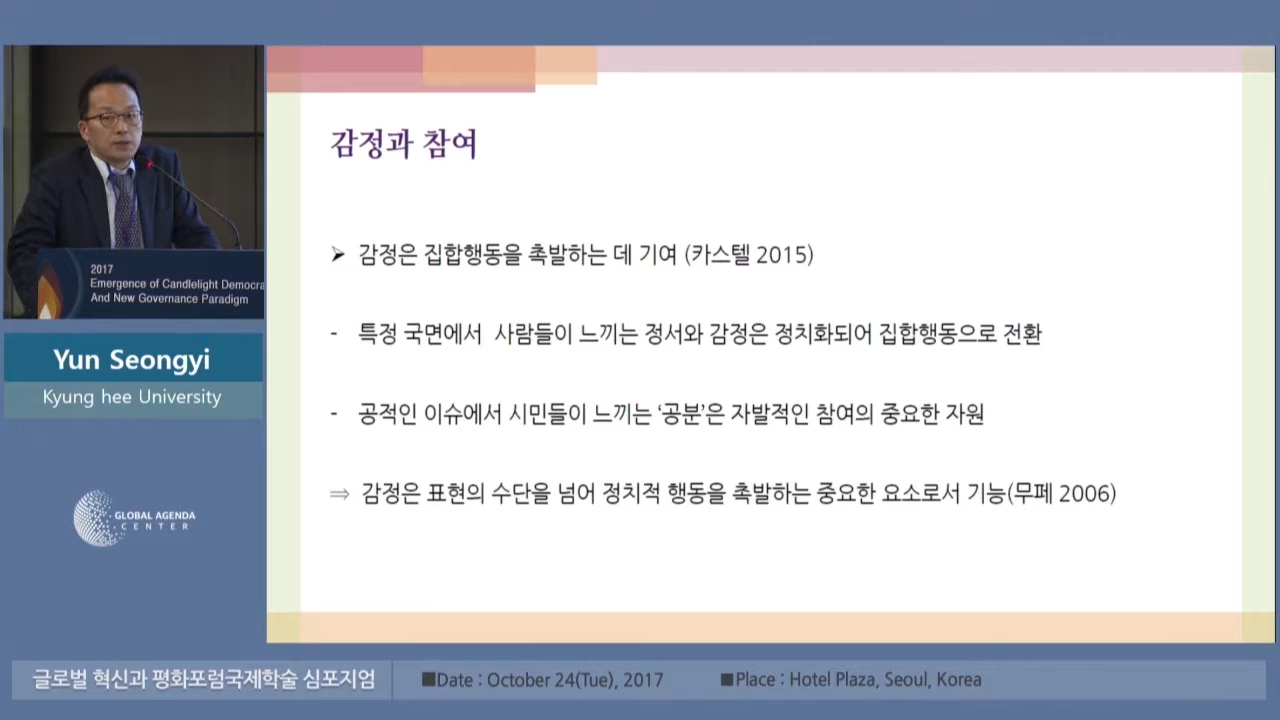 2017
Emergence of Candlelight Democra
And New Governance Paradigm
Yun Seongyi
Kyung hee University
GLOBAL AGENDA
CENTER
감정과 참여
➢ 감정은 집합행동을 촉발하는 데 기여 (카스텔 2015)
- 특정 국면에서 사람들이 느끼는 정서와 감정은 정치화되어 집합행동으로 전환
- 공적인 이슈에서 시민들이 느끼는 ‘공분’은 자발적인 참여의 중요한 자원
⇒ 감정은 표현의 수단을 넘어 정치적 행동을 촉발하는 중요한 요소로서 기능(무페 2006)
글로벌 혁신과 평화포럼국제학술 심포지엄
■Date : October 24(Tue), 2017
■Place : Hotel Plaza, Seoul, Korea